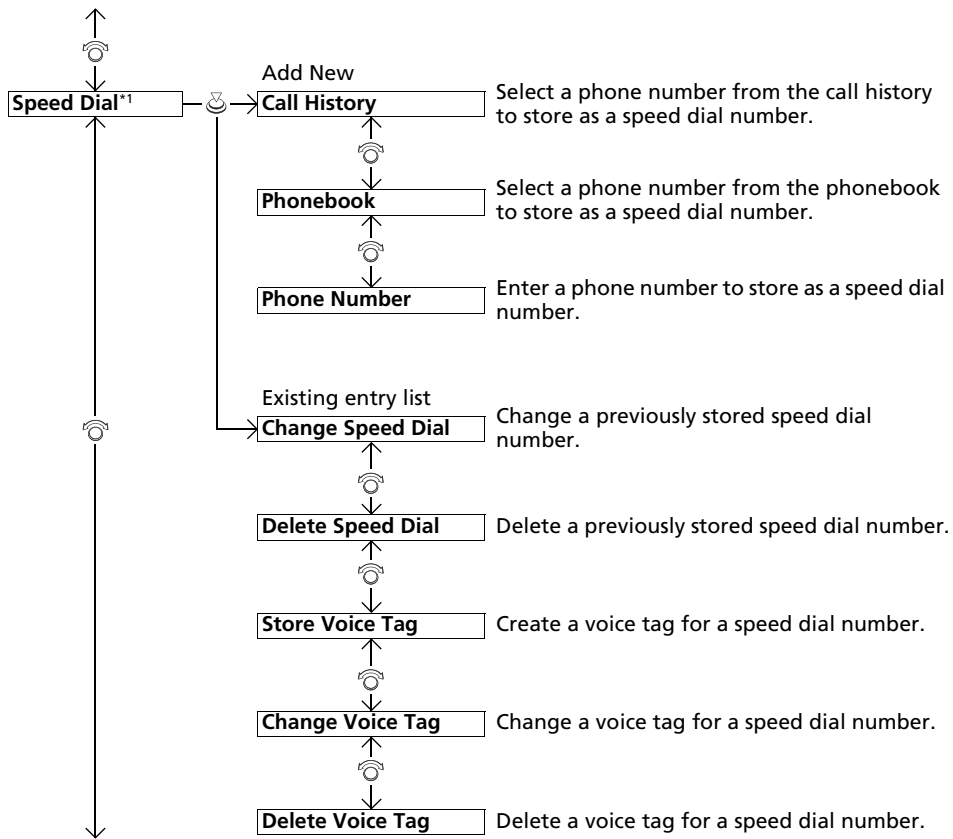 Add New
Speed Dial*1
Call History
Select a phone number from the call history
to store as a speed dial number.
Phonebook
Select a phone number from the phonebook
to store as a speed dial number.
Phone Number
Enter a phone number to store as a speed dial
number.
Existing entry list
Change Speed Dial
Change a previously stored speed dial
number.
Delete Speed Dial
Delete a previously stored speed dial number.
Store Voice Tag
Create a voice tag for a speed dial number.
Change Voice Tag
Change a voice tag for a speed dial number.
Delete Voice Tag
Delete a voice tag for a speed dial number.